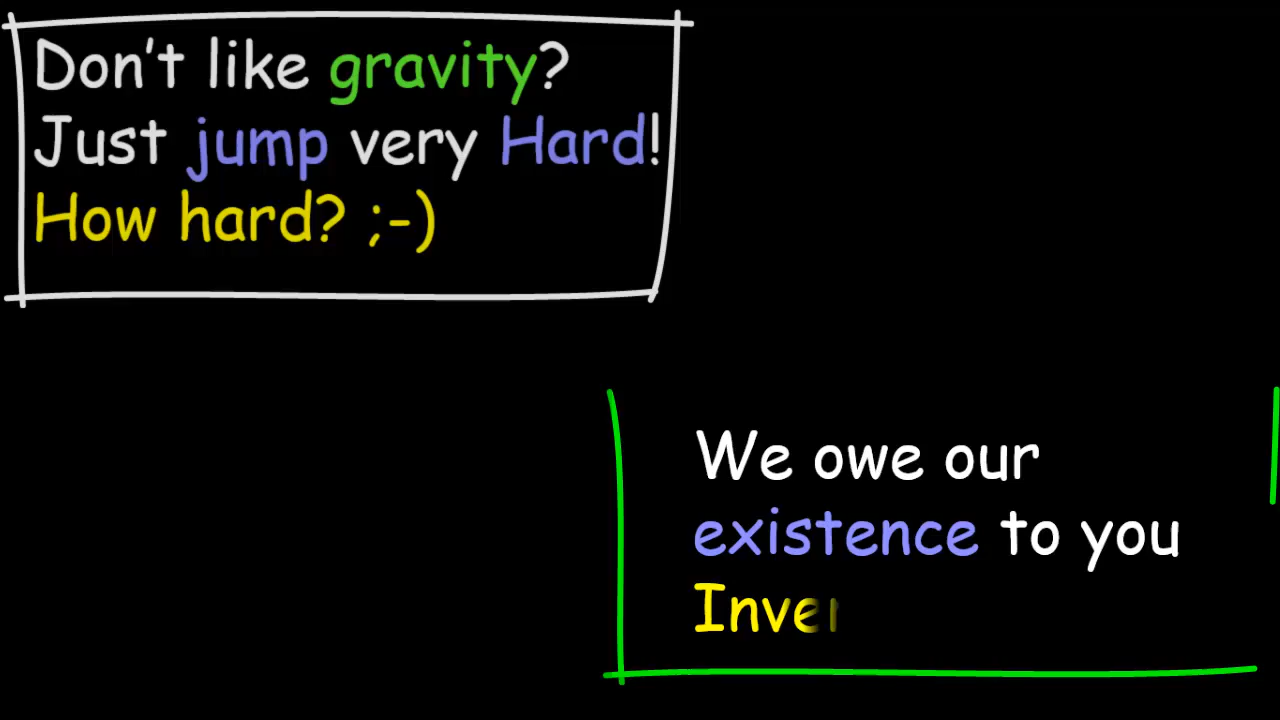 Don't like gravity?
Just jump very Hard!
How hard? ;-)
We owe our
existence to you